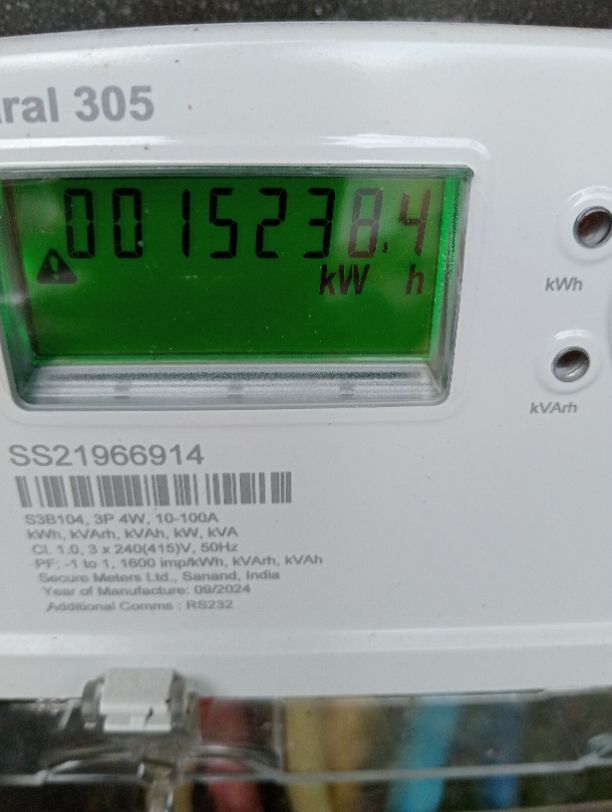 305
0015238.4
kW h
kWh
kVArh
SS21966914
S3B104, 3P 4W, 10-100A
kWh, kVArh, kVAh, kW, kVA
Cl. 1.0, 3 x 240(415)V, 50Hz
PF: -1 to 1, 1600 imp/kWh, kVArh, kVAh
Secure Meters Ltd., Sanand, India
Year of Manufacture: 09/2024
Additional Comms : RS232